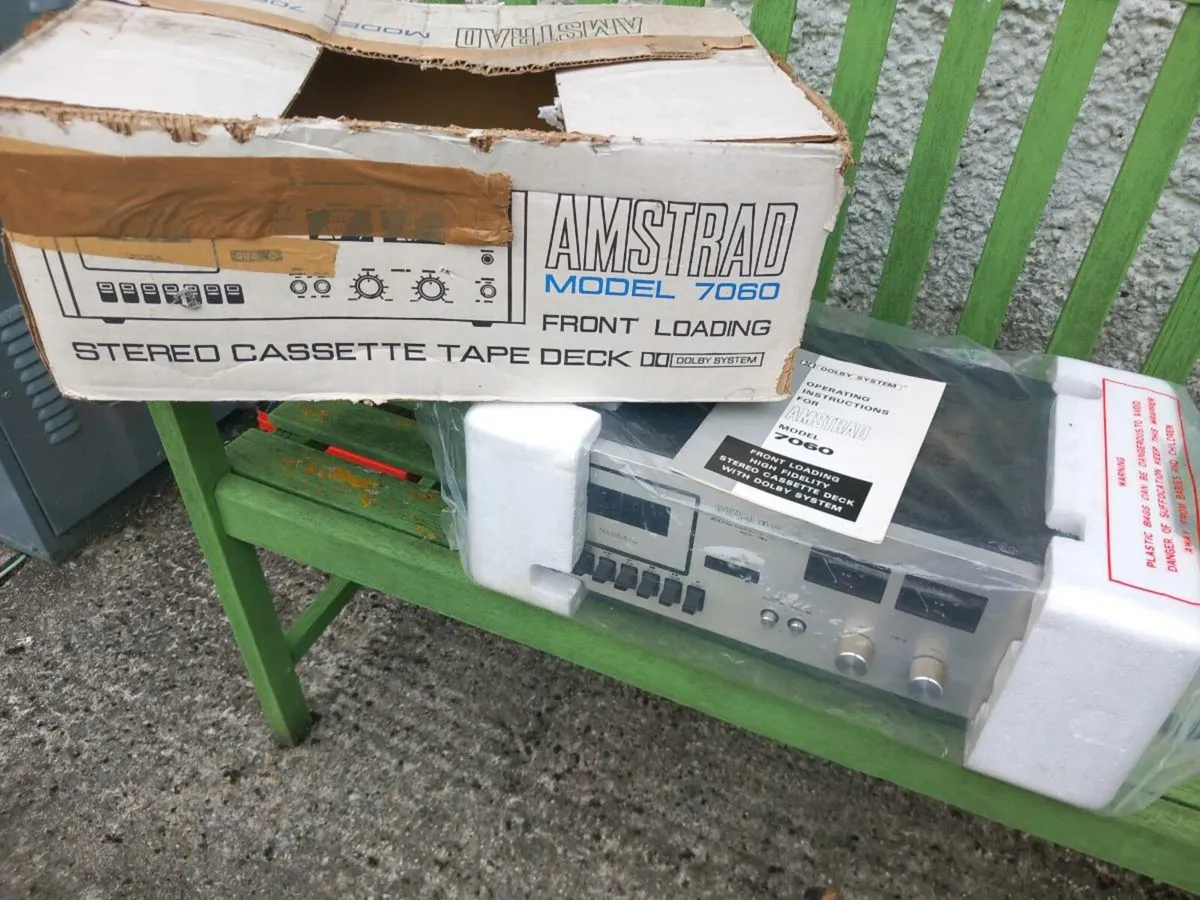 AMSTRAD
MODEL 70
AMSTRAD
MODEL 7060
FRONT LOADING
STEREO CASSETTE TAPE DECK DOLBY SYSTEM
DOLBY SYSTEM
OPERATING
INSTRUCTIONS
FOR
AMSTRAD
MODEL
7060
FRONT LOADING
HIGH FIDELITY
STEREO CASSETTE DECK
WITH DOLBY SYSTEM
WARNING
PLASTIC BAGS CAN BE DANGEROUS TO AVOID
DANGER OF SUFFOCATION KEEP THIS WRAPPER
AWAY FROM BABIES AND CHILDREN